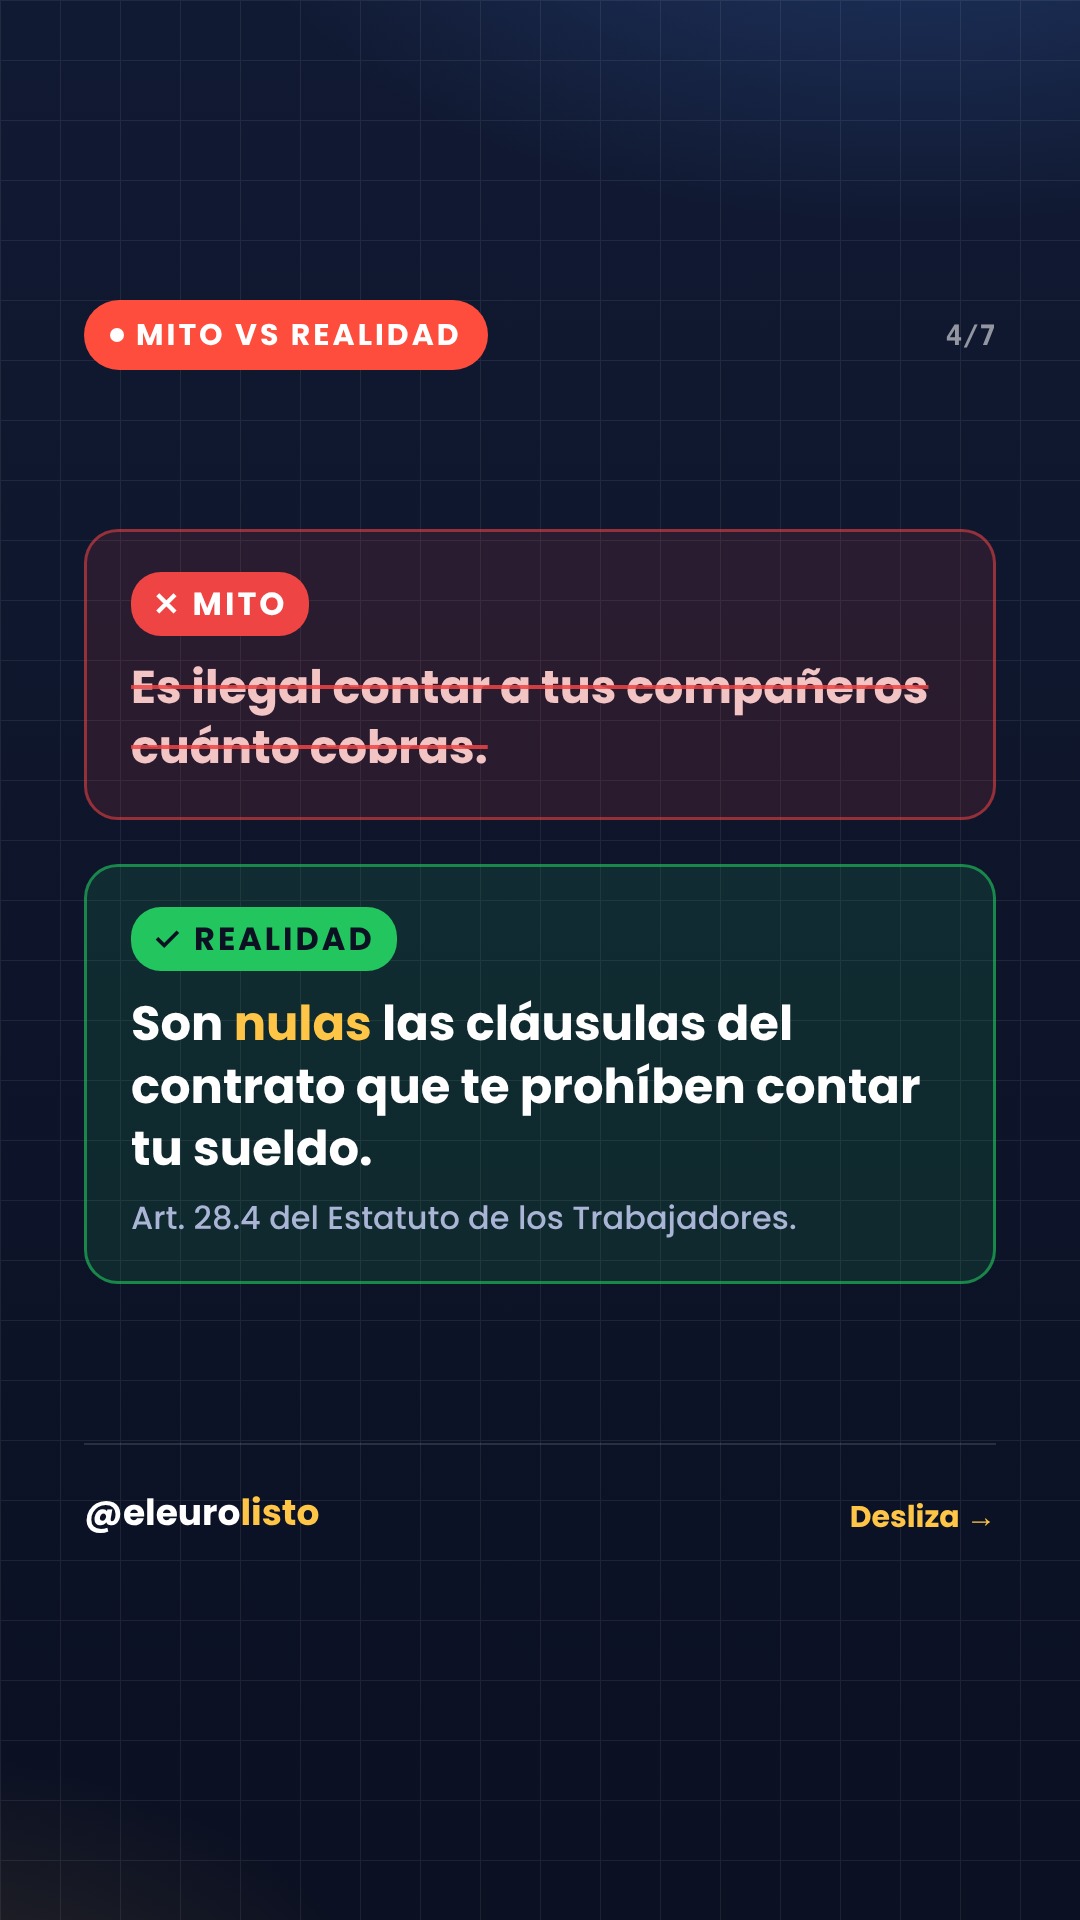 MITO VS REALIDAD
4/7
✕ MITO
Es ilegal contar a tus compañeros
cuánto cobras.
✓ REALIDAD
Son nulas las cláusulas del
contrato que te prohíben contar
tu sueldo.
Art. 28.4 del Estatuto de los Trabajadores.
@eleurolisto
Desliza →